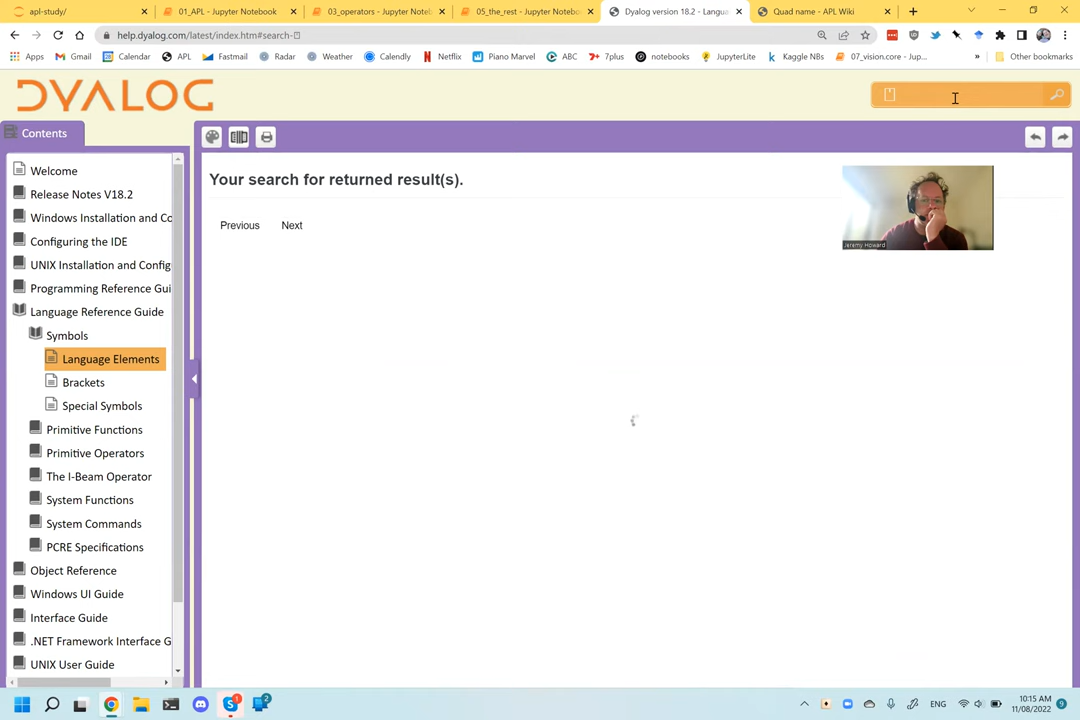 apl-study/
01_APL - Jupyter Notebook
03_operators - Jupyter Noteb
05_the_rest - Jupyter Notebo
Dyalog version 18.2 - Langua
Quad name - APL Wiki
help.dyalog.com/latest/index.htm#search-⍞
Apps
Gmail
Calendar
APL
Fastmail
Radar
Weather
Calendly
Netflix
Piano Marvel
ABC
7plus
notebooks
JupyterLite
Kaggle NBs
07_vision.core - Jup...
»
Other bookmarks
DYALOG
⍞
Contents
Welcome
Release Notes V18.2
Windows Installation and Co
Configuring the IDE
UNIX Installation and Config
Programming Reference Gui
Language Reference Guide
Symbols
Language Elements
Brackets
Special Symbols
Primitive Functions
Primitive Operators
The I-Beam Operator
System Functions
System Commands
PCRE Specifications
Object Reference
Windows UI Guide
Interface Guide
.NET Framework Interface G
UNIX User Guide
Your search for returned result(s).
Previous
Next
Jeremy Howard
1
2
ENG
10:15 AM
11/08/2022
9